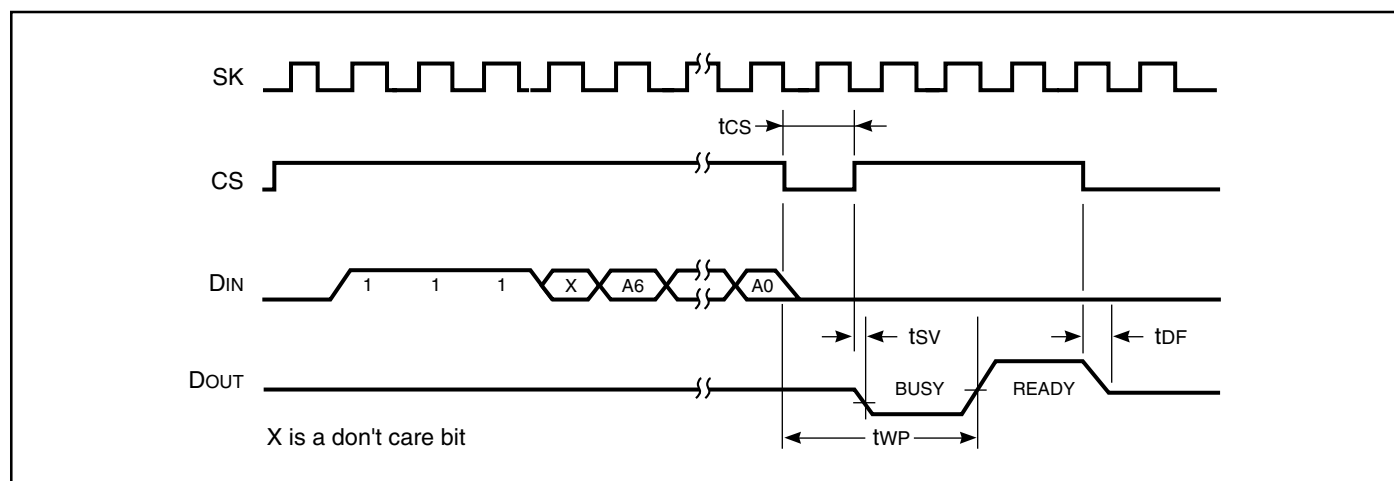 SK
tCS
CS
DIN
1 1 1 X A6 A0
tSV
tDF
DOUT
BUSY
READY
tWP
X is a don't care bit